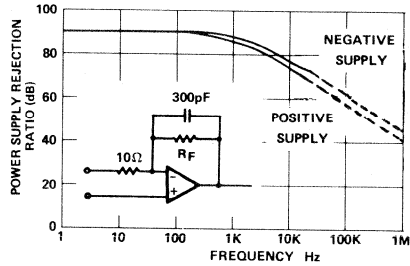 POWER SUPPLY REJECTION
RATIO (dB)
100
80
60
40
20
0
NEGATIVE
SUPPLY
POSITIVE
SUPPLY
300pF
10Ω
RF
−
+
1
10
100
1K
10K
100K
1M
FREQUENCY Hz